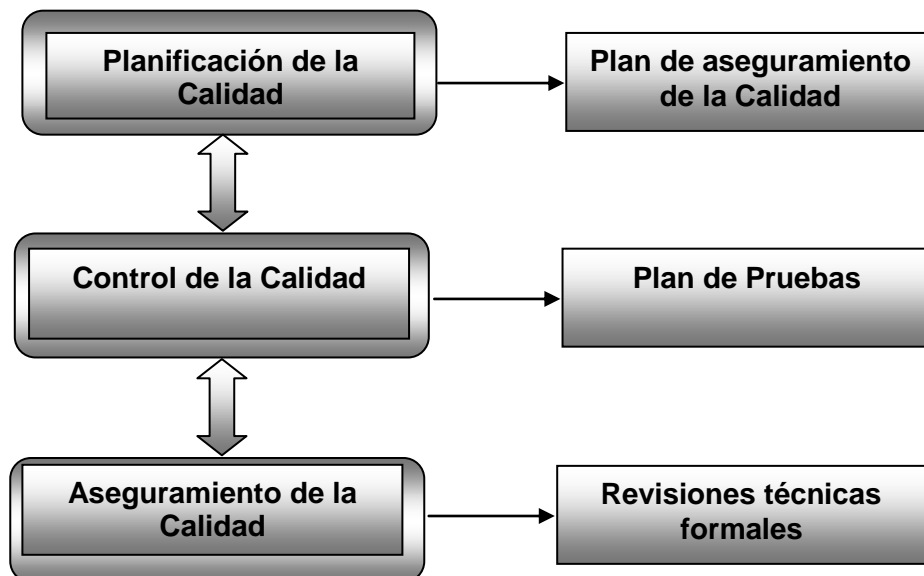 Planificación de la
Calidad
Plan de aseguramiento
de la Calidad
Control de la Calidad
Plan de Pruebas
Aseguramiento de la
Calidad
Revisiones técnicas
formales